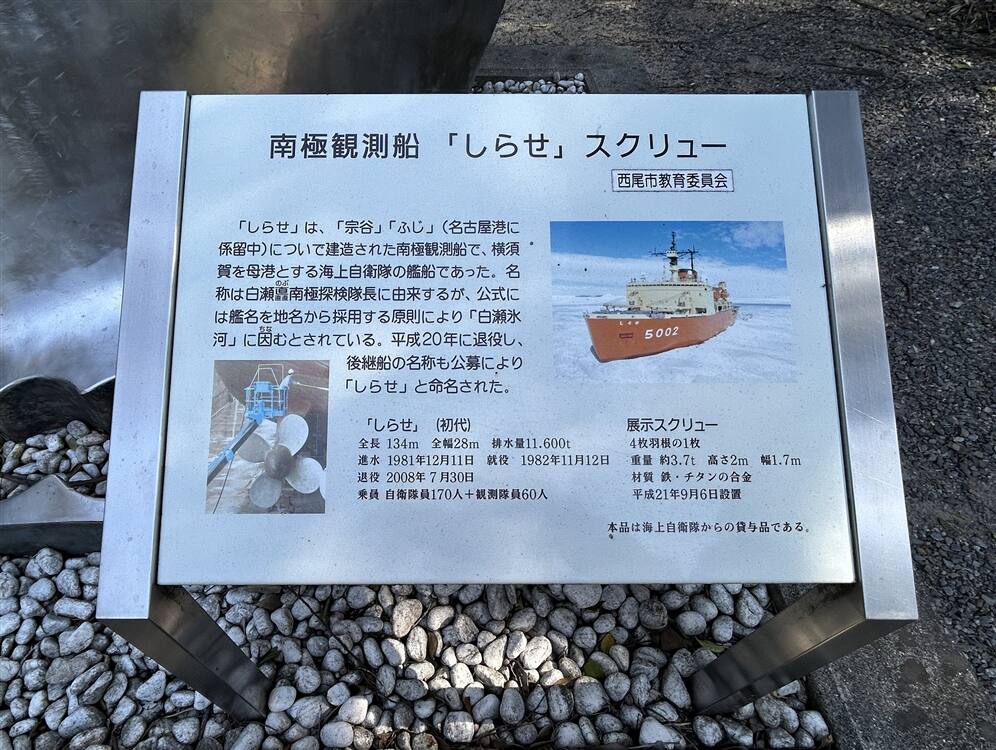 南極観測船 「しらせ」 スクリュー
西尾市教育委員会
「しらせ」は、「宗谷」「ふじ」（名古屋港に
係留中）について建造された南極観測船で、横須
賀を母港とする海上自衛隊の艦船であった。名
称は白瀬矗南極探検隊長に由来するが、公式に
は艦名を地名から採用する原則により「白瀬氷
河」に因むとされている。平成20年に退役し、
後継船の名称も公募により
「しらせ」と命名された。
のぶ
ちな
しらせ
5002
「しらせ」（初代）
全長 134m 全幅28m 排水量11.600t
進水 1981年12月11日 就役 1982年11月12日
退役 2008年7月30日
乗員 自衛隊員170人＋観測隊員60人
展示スクリュー
4枚羽根の1枚
重量 約3.7t 高さ2m 幅1.7m
材質 鉄・チタンの合金
平成21年9月6日設置
本品は海上自衛隊からの貸与品である。